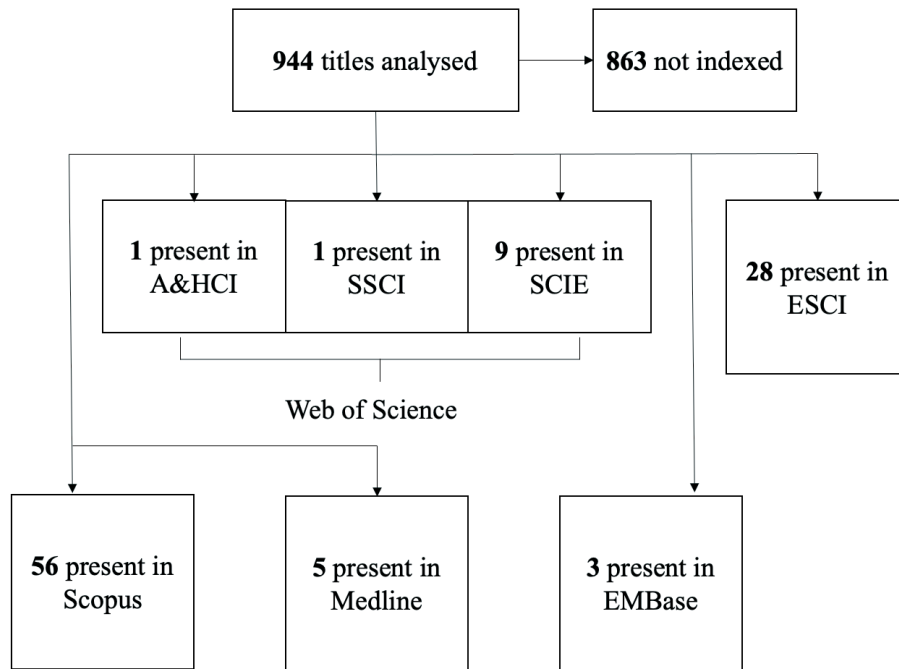 944 titles analysed
863 not indexed
1 present in
A&HCI
1 present in
SSCI
9 present in
SCIE
28 present in
ESCI
Web of Science
56 present in
Scopus
5 present in
Medline
3 present in
EMBase